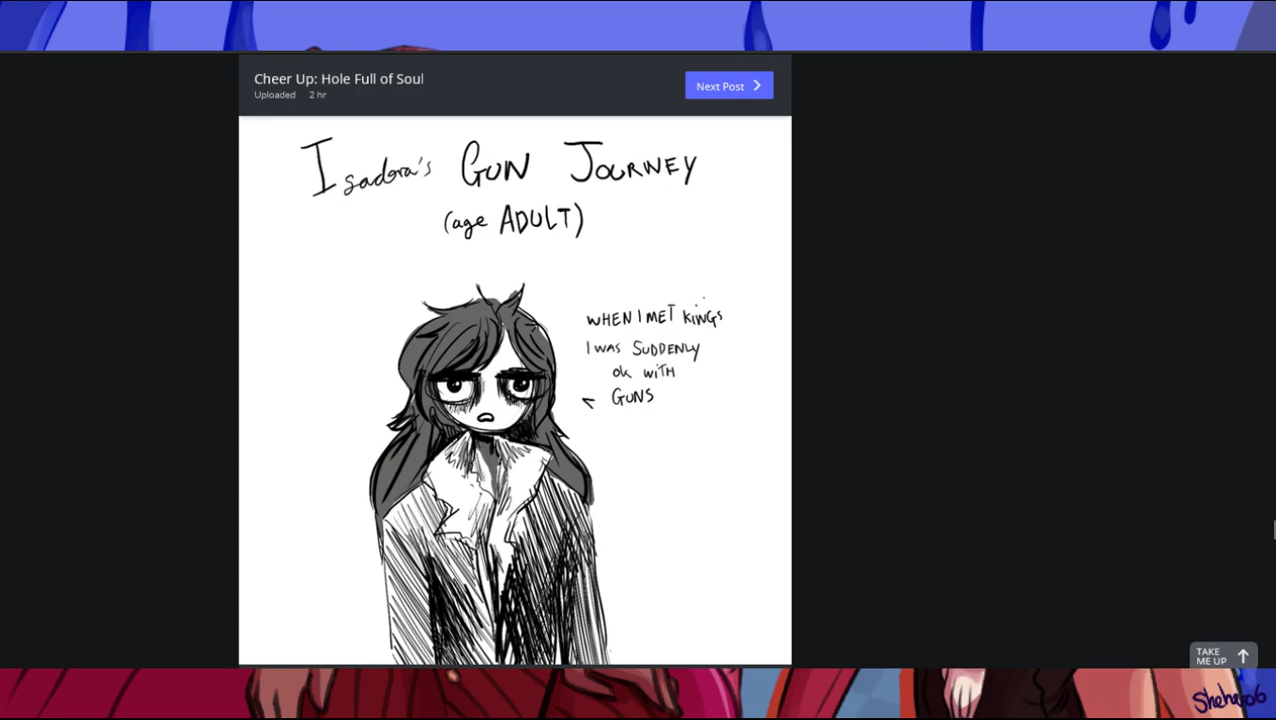 Cheer Up: Hole Full of Soul
Uploaded 2 hr
Next Post
Isadora's GUN JOURNEY
(age ADULT)
WHEN I MET KiNGS
I WAS SUDDENLY
ok WiTH
GUNS
TAKE
ME UP